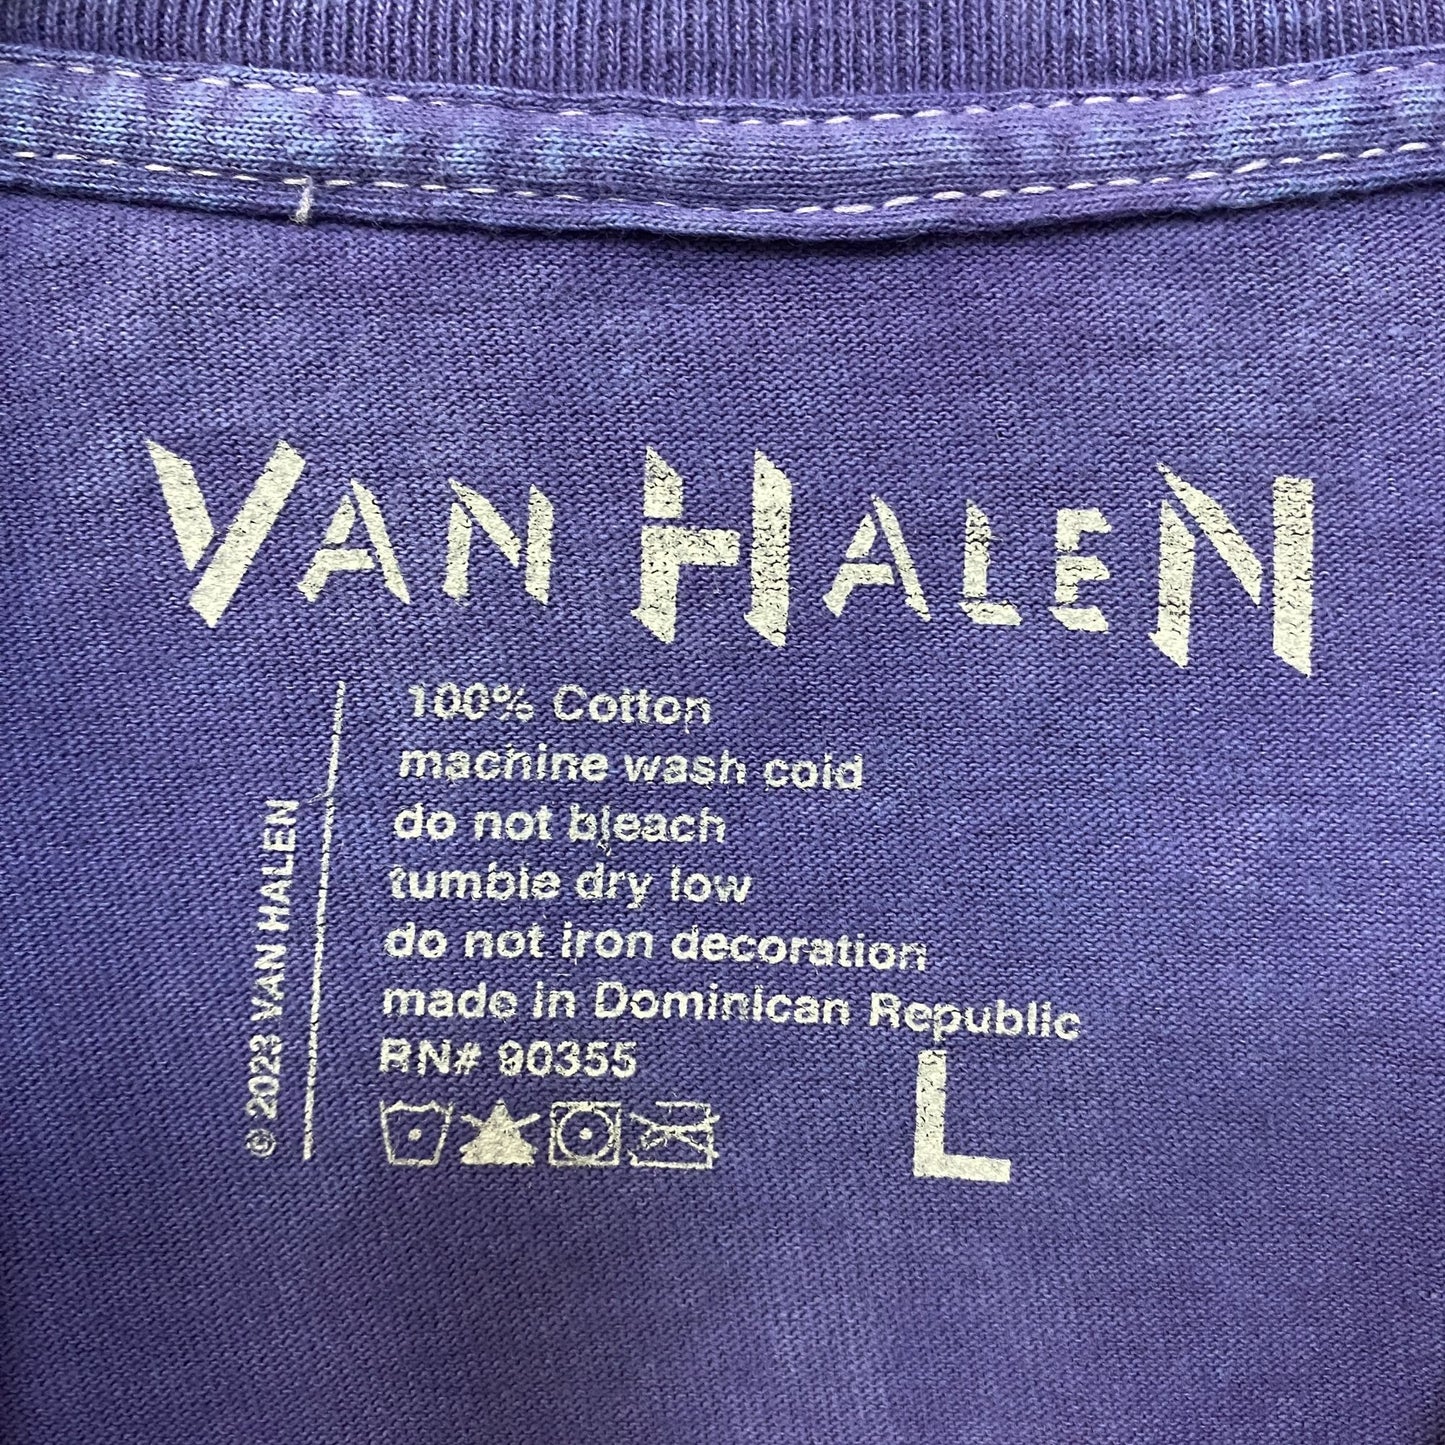 VAN HALEN
100% Cotton
machine wash cold
do not bleach
tumble dry low
do not iron decoration
made in Dominican Republic
RN# 90355
L
© 2023 VAN HALEN